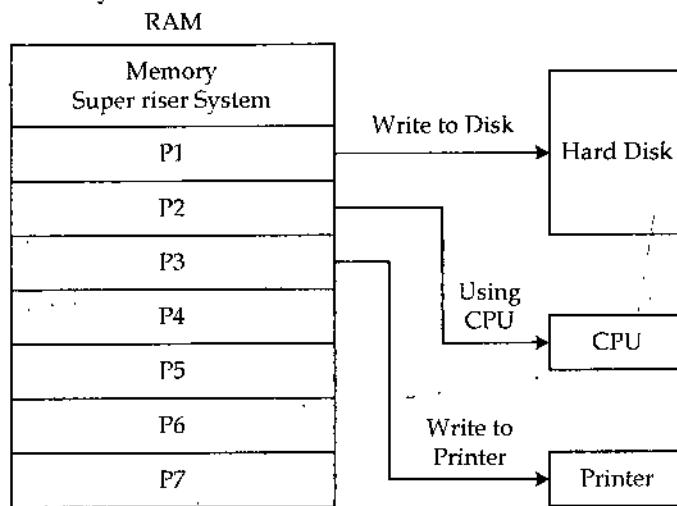 RAM
Memory
Super riser System
P1
P2
P3
P4
P5
P6
P7
Write to Disk
Hard Disk
Using
CPU
CPU
Write to
Printer
Printer